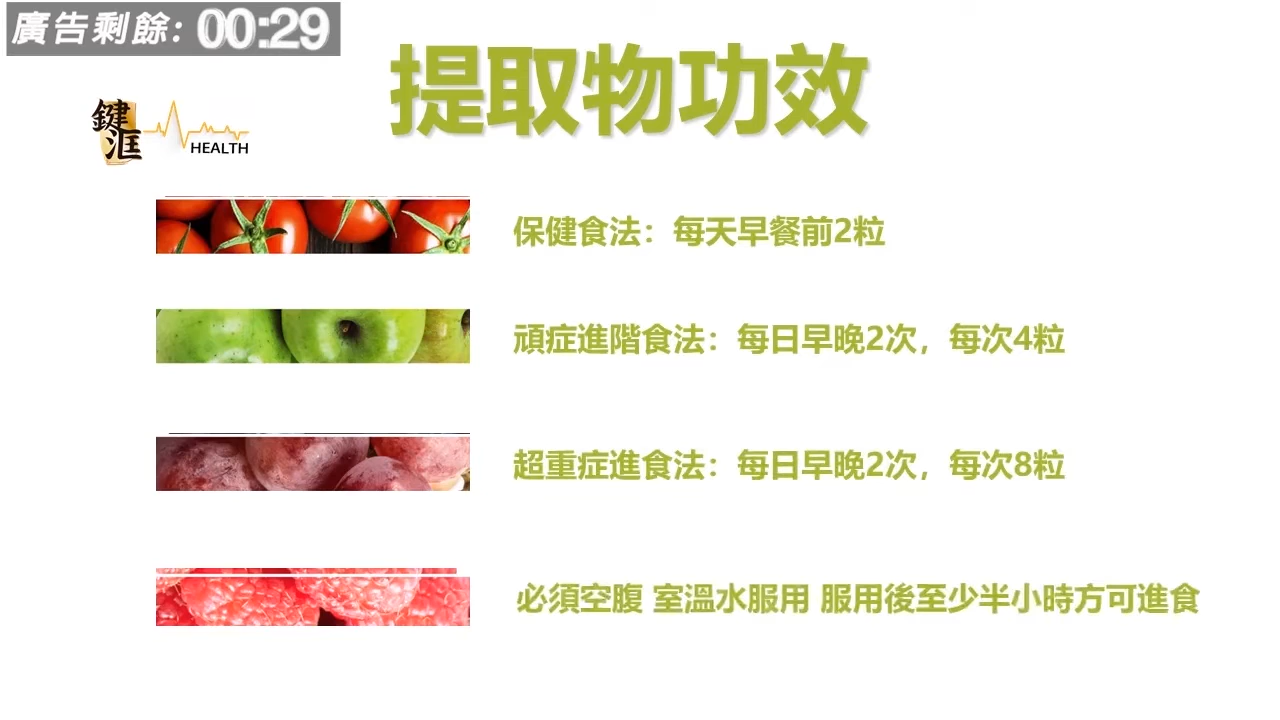 廣告剩餘: 00:29
提取物功效
鍵
滙
HEALTH
保健食法：每天早餐前2粒
頑症進階食法：每日早晚2次，每次4粒
超重症進食法：每日早晚2次，每次8粒
必須空腹 室溫水服用 服用後至少半小時方可進食